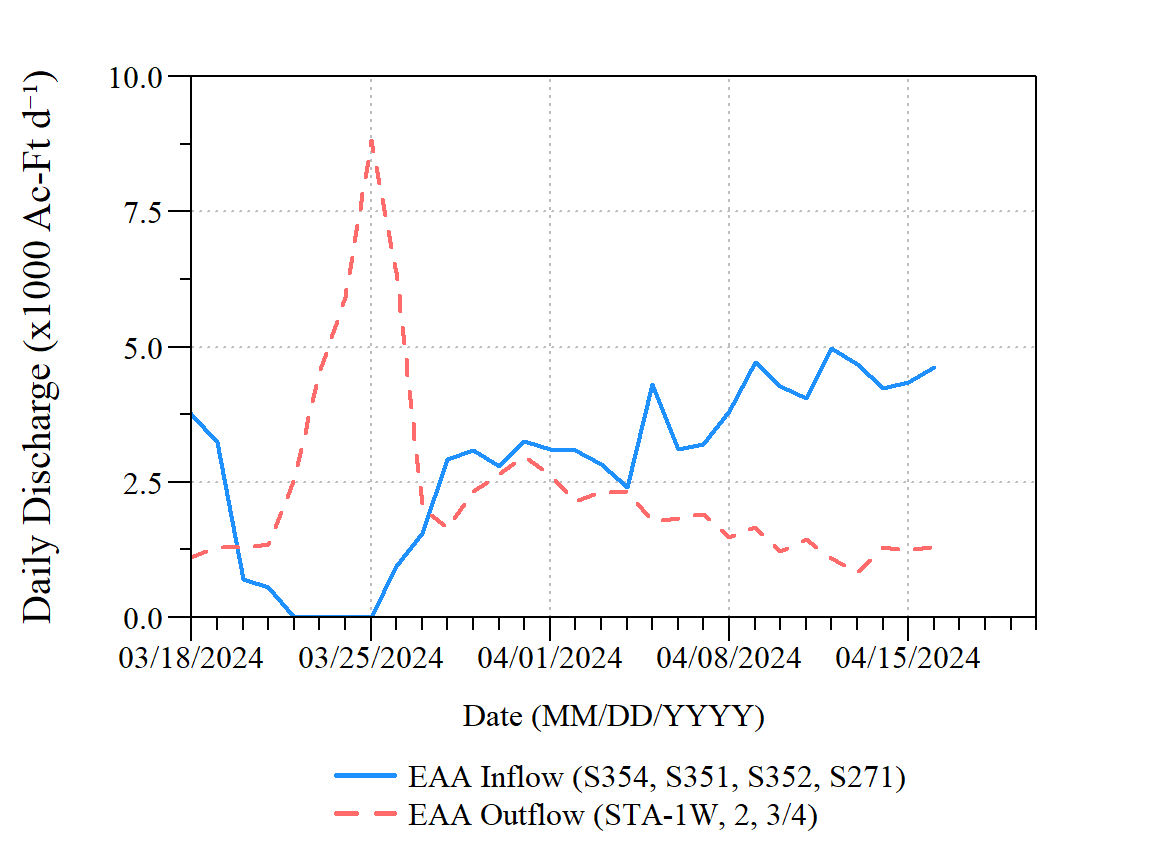 Daily Discharge (x1000 Ac-Ft d⁻¹)
10.0
7.5
5.0
2.5
0.0
03/18/2024 03/25/2024 04/01/2024 04/08/2024 04/15/2024
Date (MM/DD/YYYY)
EAA Inflow (S354, S351, S352, S271)
EAA Outflow (STA-1W, 2, 3/4)